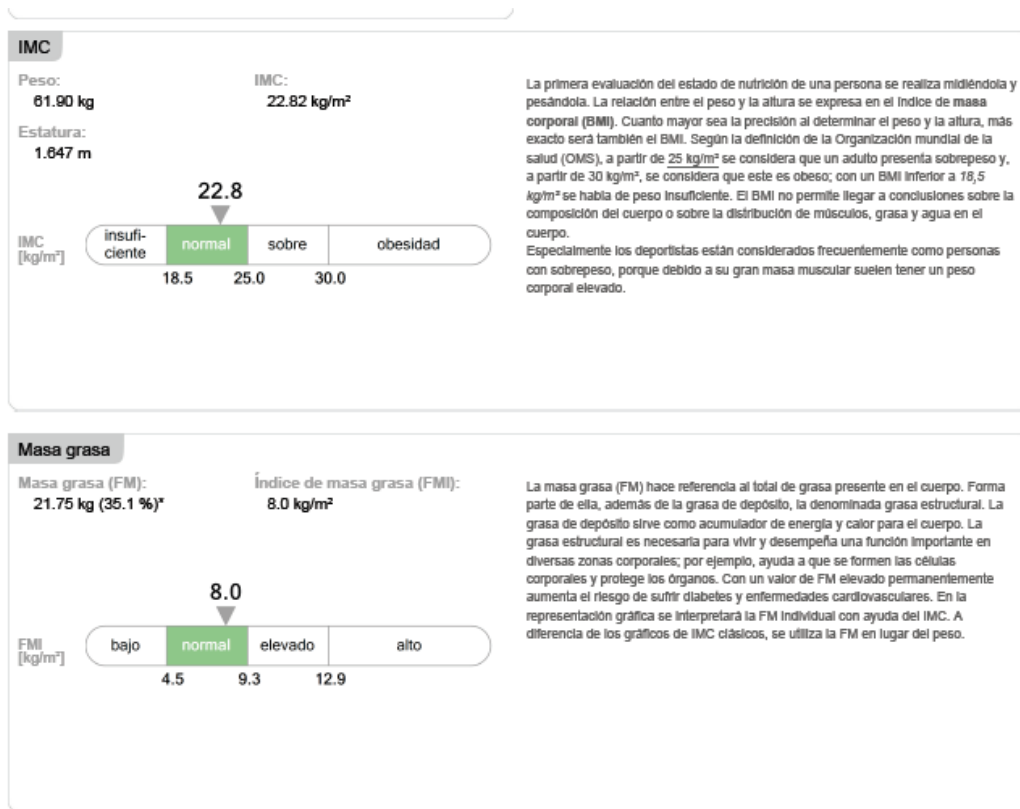 IMC
Peso:
61.90 kg
IMC:
22.82 kg/m²
Estatura:
1.647 m
22.8
IMC
[kg/m²]
insufi-
ciente
normal
sobre
obesidad
18.5
25.0
30.0
La primera evaluación del estado de nutrición de una persona se realiza midiéndola y
pesándola. La relación entre el peso y la altura se expresa en el índice de masa
corporal (BMI). Cuanto mayor sea la precisión al determinar el peso y la altura, más
exacto será también el BMI. Según la definición de la Organización mundial de la
salud (OMS), a partir de 25 kg/m² se considera que un adulto presenta sobrepeso y,
a partir de 30 kg/m², se considera que este es obeso; con un BMI inferior a 18,5
kg/m² se habla de peso insuficiente. El BMI no permite llegar a conclusiones sobre la
composición del cuerpo o sobre la distribución de músculos, grasa y agua en el
cuerpo.
Especialmente los deportistas están considerados frecuentemente como personas
con sobrepeso, porque debido a su gran masa muscular suelen tener un peso
corporal elevado.
Masa grasa
Masa grasa (FM):
21.75 kg (35.1 %)*
Índice de masa grasa (FMI):
8.0 kg/m²
8.0
FMI
[kg/m²]
bajo
normal
elevado
alto
4.5
9.3
12.9
La masa grasa (FM) hace referencia al total de grasa presente en el cuerpo. Forma
parte de ella, además de la grasa de depósito, la denominada grasa estructural. La
grasa de depósito sirve como acumulador de energía y calor para el cuerpo. La
grasa estructural es necesaria para vivir y desempeña una función importante en
diversas zonas corporales; por ejemplo, ayuda a que se formen las células
corporales y protege los órganos. Con un valor de FM elevado permanentemente
aumenta el riesgo de sufrir diabetes y enfermedades cardiovasculares. En la
representación gráfica se interpretará la FM individual con ayuda del IMC. A
diferencia de los gráficos de IMC clásicos, se utiliza la FM en lugar del peso.